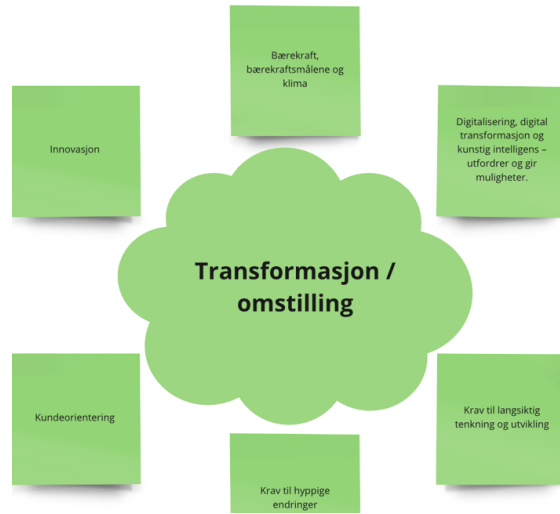 Bærekraft,
bærekraftsmålene og
klima
Innovasjon
Digitalisering, digital
transformasjon og
kunstig intelligens –
utfordrer og gir
muligheter.
Transformasjon /
omstilling
Kundeorientering
Krav til langsiktig
tenkning og utvikling
Krav til hyppige
endringer